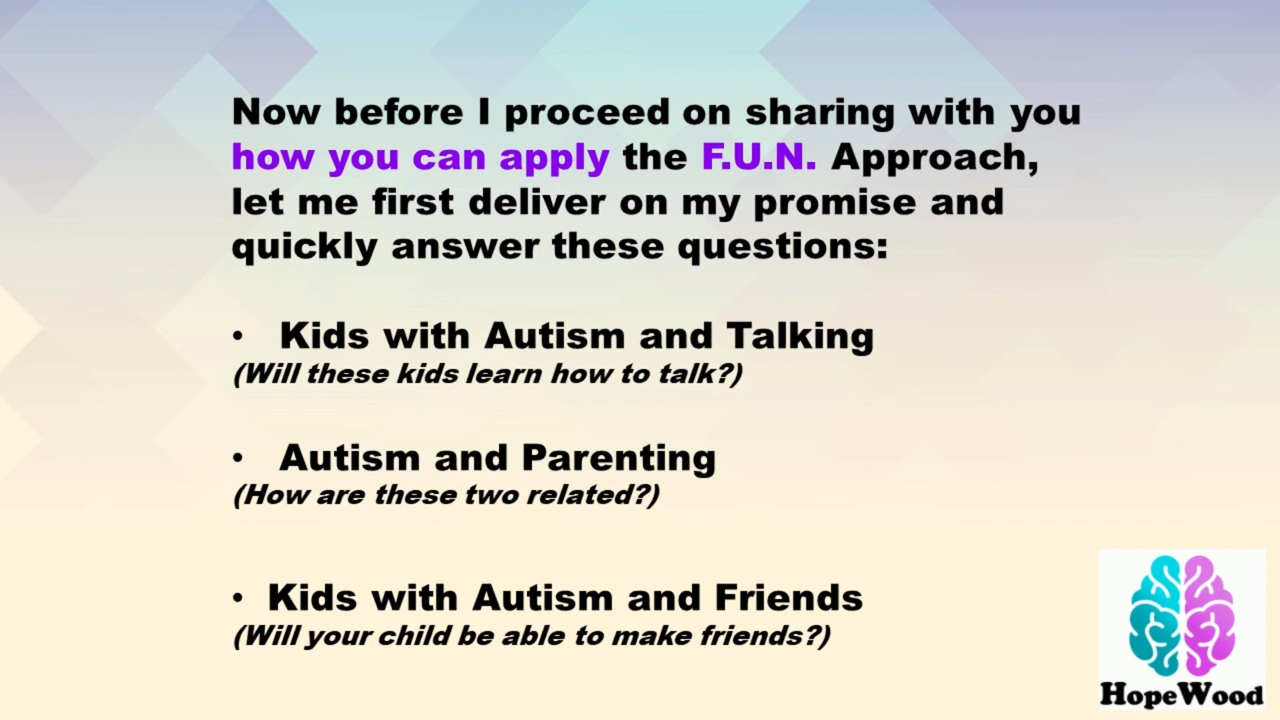 Now before I proceed on sharing with you
how you can apply the F.U.N. Approach,
let me first deliver on my promise and
quickly answer these questions:
• Kids with Autism and Talking
(Will these kids learn how to talk?)
• Autism and Parenting
(How are these two related?)
• Kids with Autism and Friends
(Will your child be able to make friends?)
HopeWood